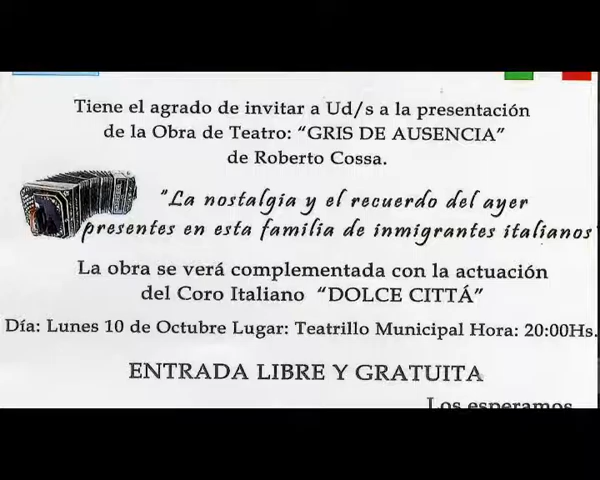 Tiene el agrado de invitar a Ud/s a la presentación
de la Obra de Teatro: "GRIS DE AUSENCIA"
de Roberto Cossa.
"La nostalgia y el recuerdo del ayer
presentes en esta familia de inmigrantes italianos"
La obra se verá complementada con la actuación
del Coro Italiano "DOLCE CITTÁ"
Día: Lunes 10 de Octubre Lugar: Teatrillo Municipal Hora: 20:00Hs.
ENTRADA LIBRE Y GRATUITA
Los esperamos